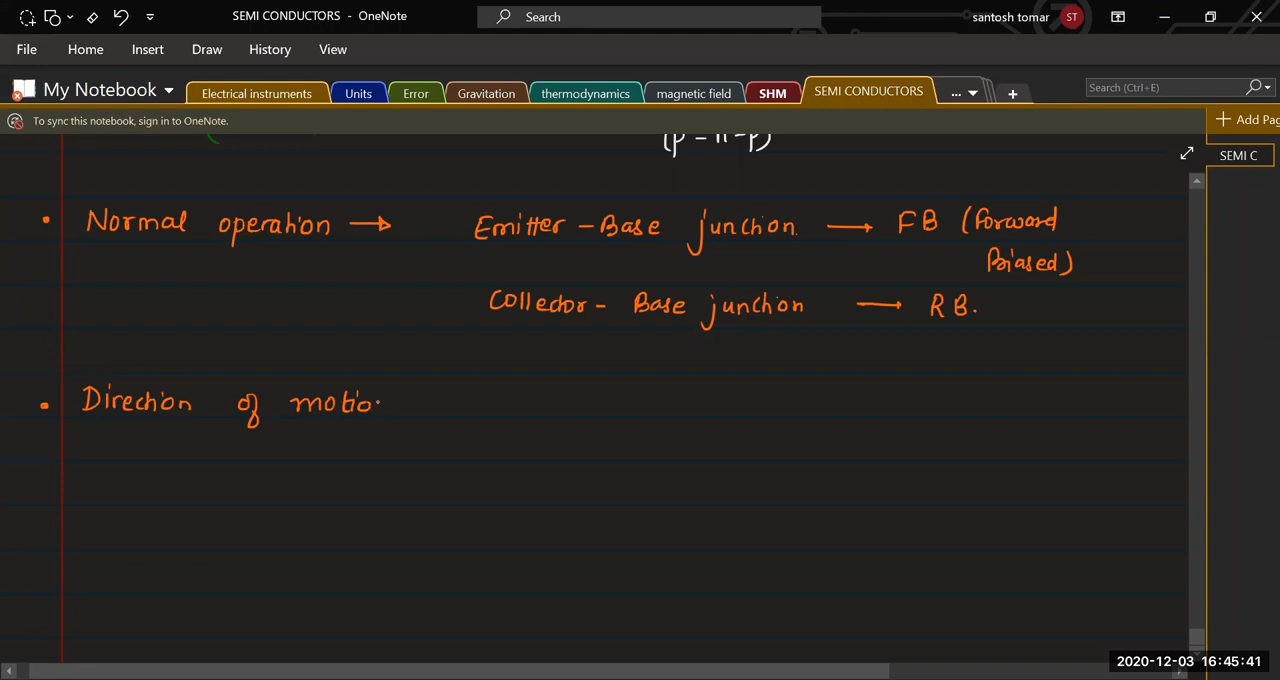 SEMI CONDUCTORS - OneNote
Search
santosh tomar
ST
File Home Insert Draw History View
My Notebook
Electrical instruments Units Error Gravitation thermodynamics magnetic field SHM SEMI CONDUCTORS ...
Search (Ctrl+E)
To sync this notebook, sign in to OneNote.
Add Pag
SEMI C
(p-n-p)
• Normal operation → Emitter - Base junction. → FB (Forward
Biased)
Collector - Base junction → RB.
• Direction of motio
2020-12-03 16:45:41